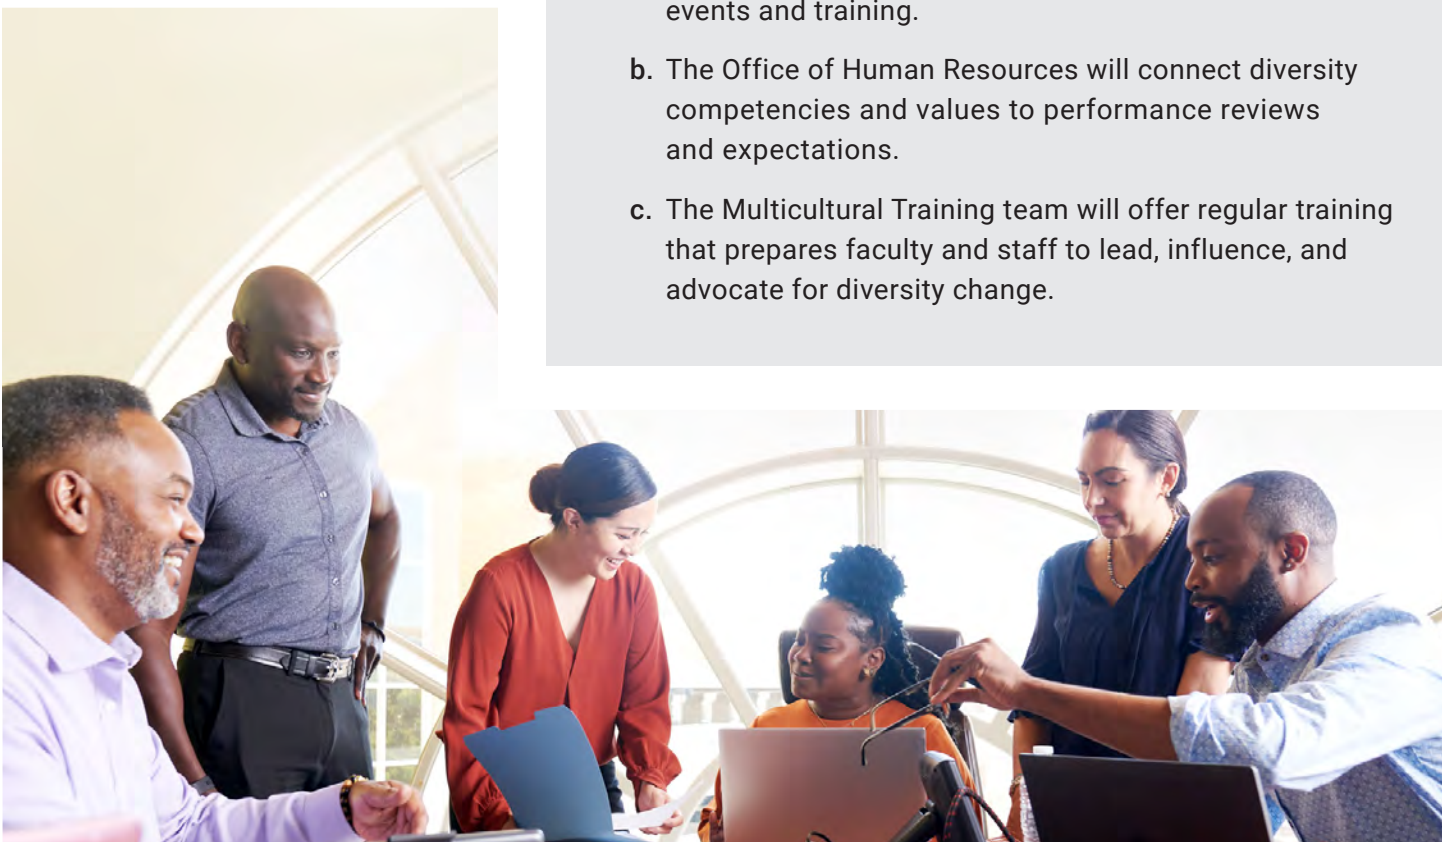 events and training.
b. The Office of Human Resources will connect diversity
competencies and values to performance reviews
and expectations.
c. The Multicultural Training team will offer regular training
that prepares faculty and staff to lead, influence, and
advocate for diversity change.